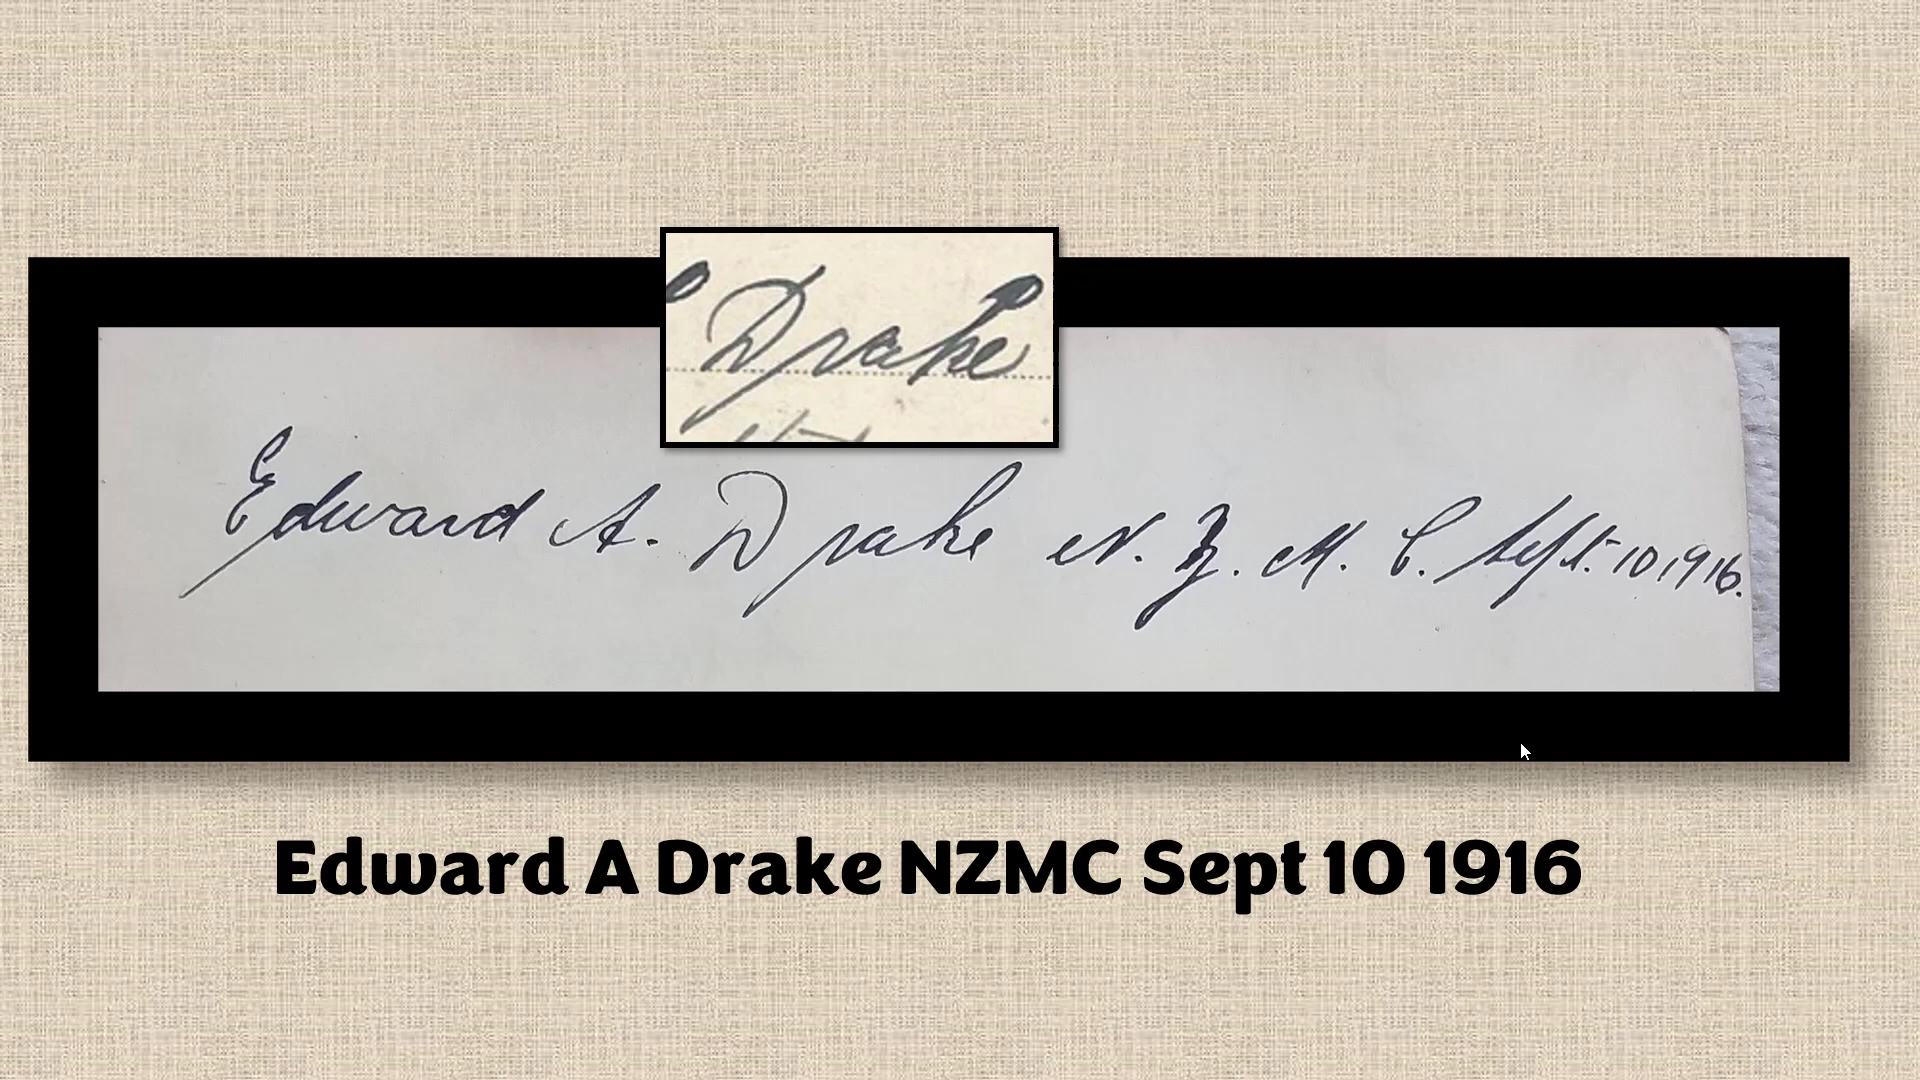 Drake
Edward A. Drake N. Z. M. C. Sept. 10, 1916.
Edward A Drake NZMC Sept 10 1916